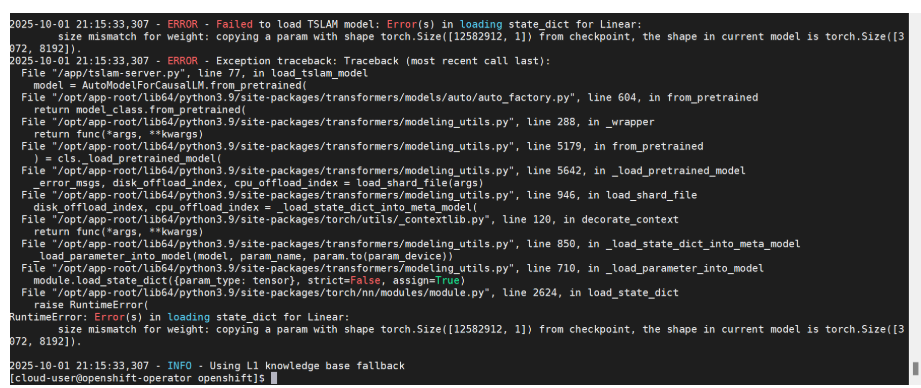 2025-10-01 21:15:33,307 - ERROR - Failed to load TSLAM model: Error(s) in loading state_dict for Linear:
        size mismatch for weight: copying a param with shape torch.Size([12582912, 1]) from checkpoint, the shape in current model is torch.Size([3
072, 8192]).
2025-10-01 21:15:33,307 - ERROR - Exception traceback: Traceback (most recent call last):
  File "/app/tslam-server.py", line 77, in load_tslam_model
    model = AutoModelForCausalLM.from_pretrained(
  File "/opt/app-root/lib64/python3.9/site-packages/transformers/models/auto/auto_factory.py", line 604, in from_pretrained
    return model_class.from_pretrained(
  File "/opt/app-root/lib64/python3.9/site-packages/transformers/modeling_utils.py", line 288, in _wrapper
    return func(*args, **kwargs)
  File "/opt/app-root/lib64/python3.9/site-packages/transformers/modeling_utils.py", line 5179, in from_pretrained
    ) = cls._load_pretrained_model(
  File "/opt/app-root/lib64/python3.9/site-packages/transformers/modeling_utils.py", line 5642, in _load_pretrained_model
    _error_msgs, disk_offload_index, cpu_offload_index = load_shard_file(args)
  File "/opt/app-root/lib64/python3.9/site-packages/transformers/modeling_utils.py", line 946, in load_shard_file
    disk_offload_index, cpu_offload_index = _load_state_dict_into_meta_model(
  File "/opt/app-root/lib64/python3.9/site-packages/torch/utils/_contextlib.py", line 120, in decorate_context
    return func(*args, **kwargs)
  File "/opt/app-root/lib64/python3.9/site-packages/transformers/modeling_utils.py", line 850, in _load_state_dict_into_meta_model
    _load_parameter_into_model(model, param_name, param.to(param_device))
  File "/opt/app-root/lib64/python3.9/site-packages/transformers/modeling_utils.py", line 710, in _load_parameter_into_model
    module.load_state_dict({param_type: tensor}, strict=False, assign=True)
  File "/opt/app-root/lib64/python3.9/site-packages/torch/nn/modules/module.py", line 2624, in load_state_dict
    raise RuntimeError(
RuntimeError: Error(s) in loading state_dict for Linear:
        size mismatch for weight: copying a param with shape torch.Size([12582912, 1]) from checkpoint, the shape in current model is torch.Size([3
072, 8192]).
2025-10-01 21:15:33,307 - INFO - Using L1 knowledge base fallback
[cloud-user@openshift-operator openshift]$